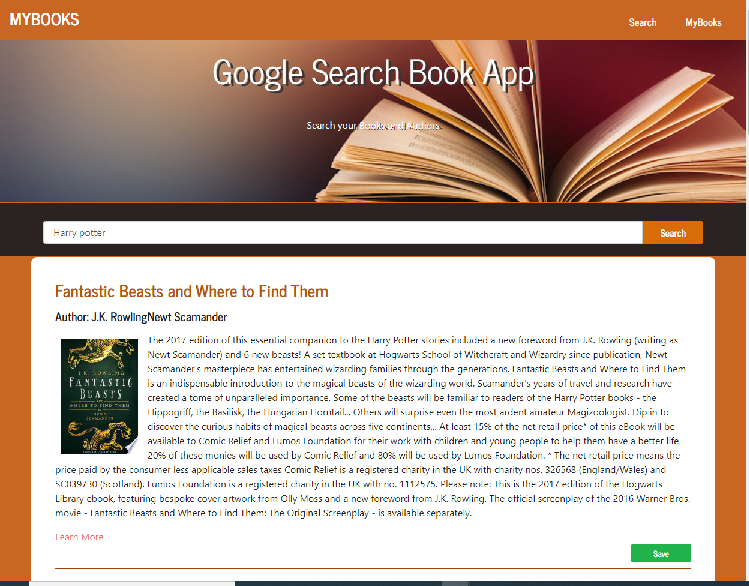 MYBOOKS
Search
MyBooks
Google Search Book App
Search your Books and Authors
Harry potter
Search
Fantastic Beasts and Where to Find Them
Author: J.K. RowlingNewt Scamander
J.K. ROWLING
FANTASTIC
BEASTS
AND
WHERE TO FIND THEM
NEWT
SCAMANDER
The 2017 edition of this essential companion to the Harry Potter stories included a new foreword from J.K. Rowling (writing as
Newt Scamander) and 6 new beasts! A set textbook at Hogwarts School of Witchcraft and Wizardry since publication, Newt
Scamander's masterpiece has entertained wizarding families through the generations. Fantastic Beasts and Where to Find Them
is an indispensable introduction to the magical beasts of the wizarding world. Scamander's years of travel and research have
created a tome of unparalleled importance. Some of the beasts will be familiar to readers of the Harry Potter books - the
Hippogriff, the Basilisk, the Hungarian Horntail... Others will surprise even the most ardent amateur Magizoologist. Dip in to
discover the curious habits of magical beasts across five continents... At least 15% of the net retail price* of this eBook will be
available to Comic Relief and Lumos Foundation for their work with children and young people to help them have a better life.
20% of these monies will be used by Comic Relief and 80% will be used by Lumos Foundation. * The net retail price means the
price paid by the consumer less applicable sales taxes Comic Relief is a registered charity in the UK with charity nos. 326568 (England/Wales) and
SC039730 (Scotland). Lumos Foundation is a registered charity in the UK with no. 1112575. Please note: This is the 2017 edition of the Hogwarts
Library ebook, featuring bespoke cover artwork from Olly Moss and a new foreword from J.K. Rowling. The official screenplay of the 2016 Warner Bros.
movie - Fantastic Beasts and Where to Find Them: The Original Screenplay - is available separately.
Learn More
Save